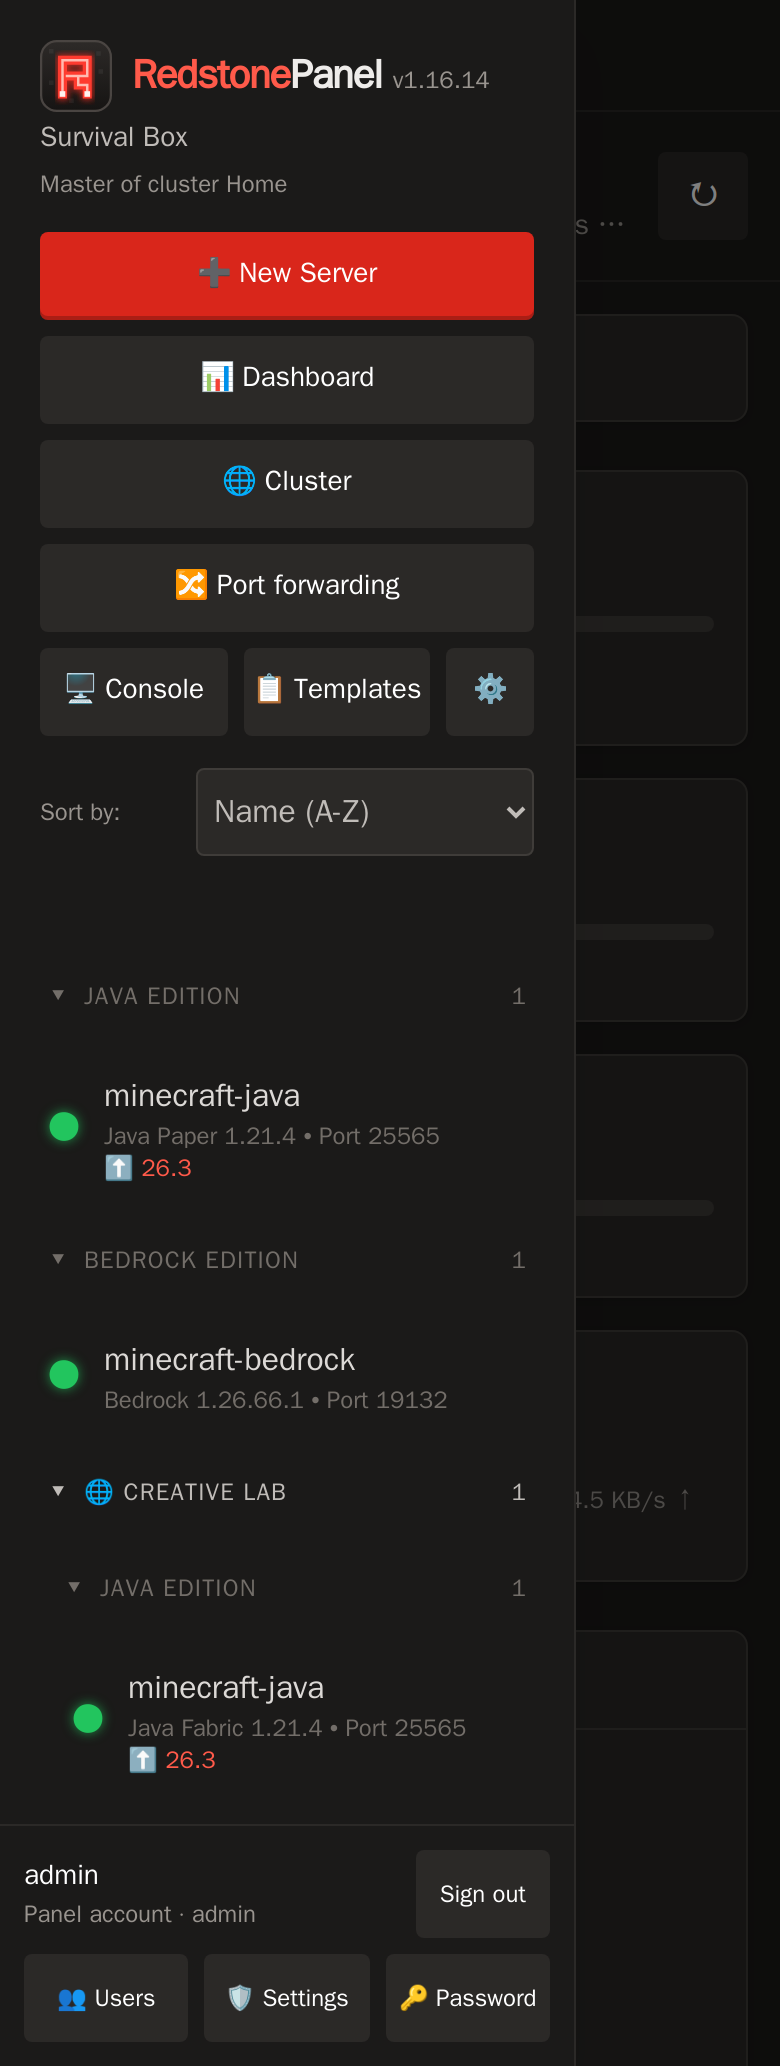 RedstonePanel v1.16.14
Survival Box
Master of cluster Home
s ...
➕ New Server
📊 Dashboard
🌐 Cluster
🔀 Port forwarding
🖥️ Console 📋 Templates ⚙️
Sort by: Name (A-Z)
▼ JAVA EDITION 1
minecraft-java
Java Paper 1.21.4 • Port 25565
⬆️ 26.3
▼ BEDROCK EDITION 1
minecraft-bedrock
Bedrock 1.26.66.1 • Port 19132
▼ 🌐 CREATIVE LAB 1
4.5 KB/s ↑
▼ JAVA EDITION 1
minecraft-java
Java Fabric 1.21.4 • Port 25565
⬆️ 26.3
admin
Panel account · admin
Sign out
👥 Users 🛡️ Settings 🔑 Password